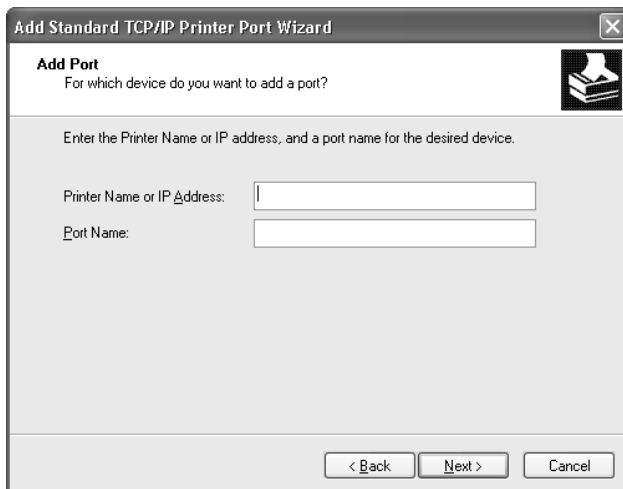 Add Standard TCP/IP Printer Port Wizard
Add Port
For which device do you want to add a port?
Enter the Printer Name or IP address, and a port name for the desired device.
Printer Name or IP Address:
Port Name:
< Back Next > Cancel